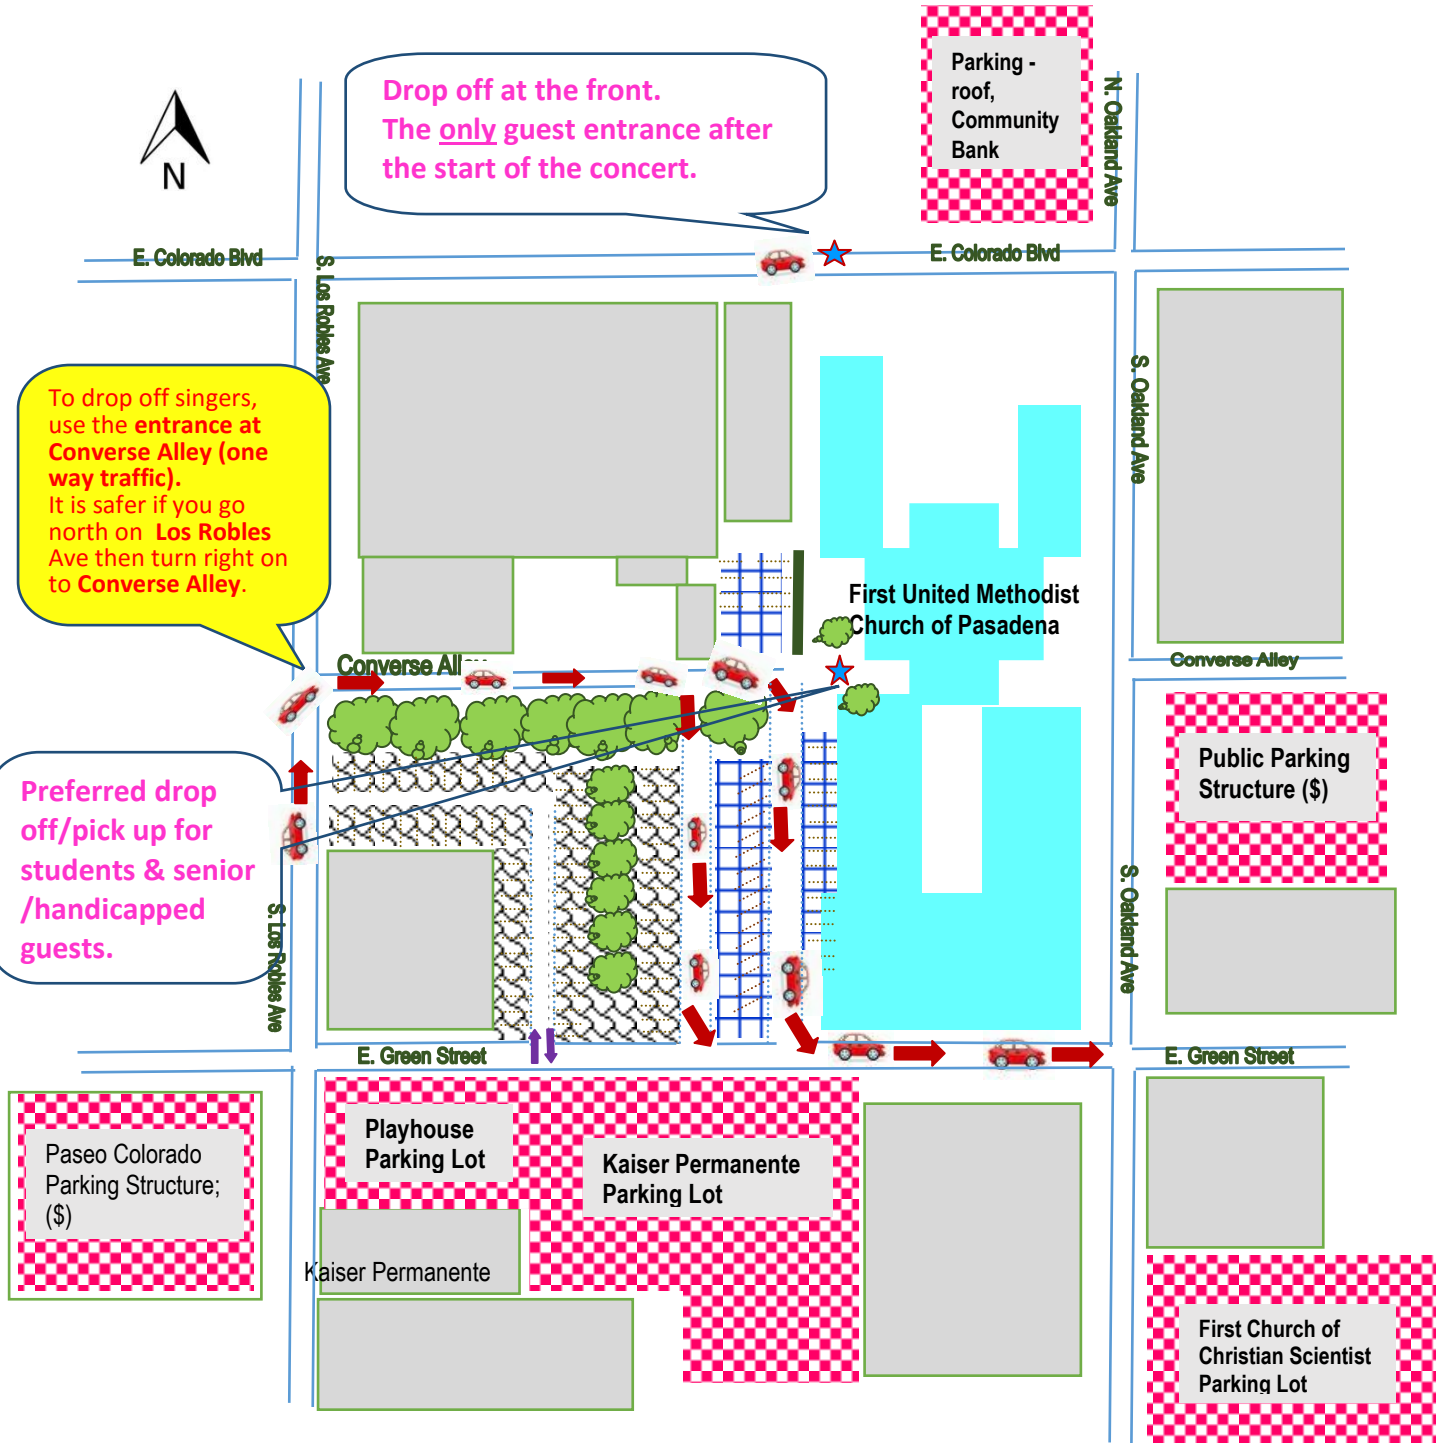 Parking -
roof,
Community
Bank
N. Oakland Ave
Drop off at the front.
The only guest entrance after
the start of the concert.
N
E. Colorado Blvd
E. Colorado Blvd
S. Los Robles Ave
S. Oakland Ave
To drop off singers,
use the entrance at
Converse Alley (one
way traffic).
It is safer if you go
north on Los Robles
Ave then turn right on
to Converse Alley.
First United Methodist
Church of Pasadena
Converse Alley
Converse Alley
Public Parking
Structure ($)
Preferred drop
off/pick up for
students & senior
/handicapped
guests.
S. Los Robles Ave
S. Oakland Ave
E. Green Street
E. Green Street
Playhouse
Parking Lot
Kaiser Permanente
Parking Lot
Paseo Colorado
Parking Structure;
($)
Kaiser Permanente
First Church of
Christian Scientist
Parking Lot